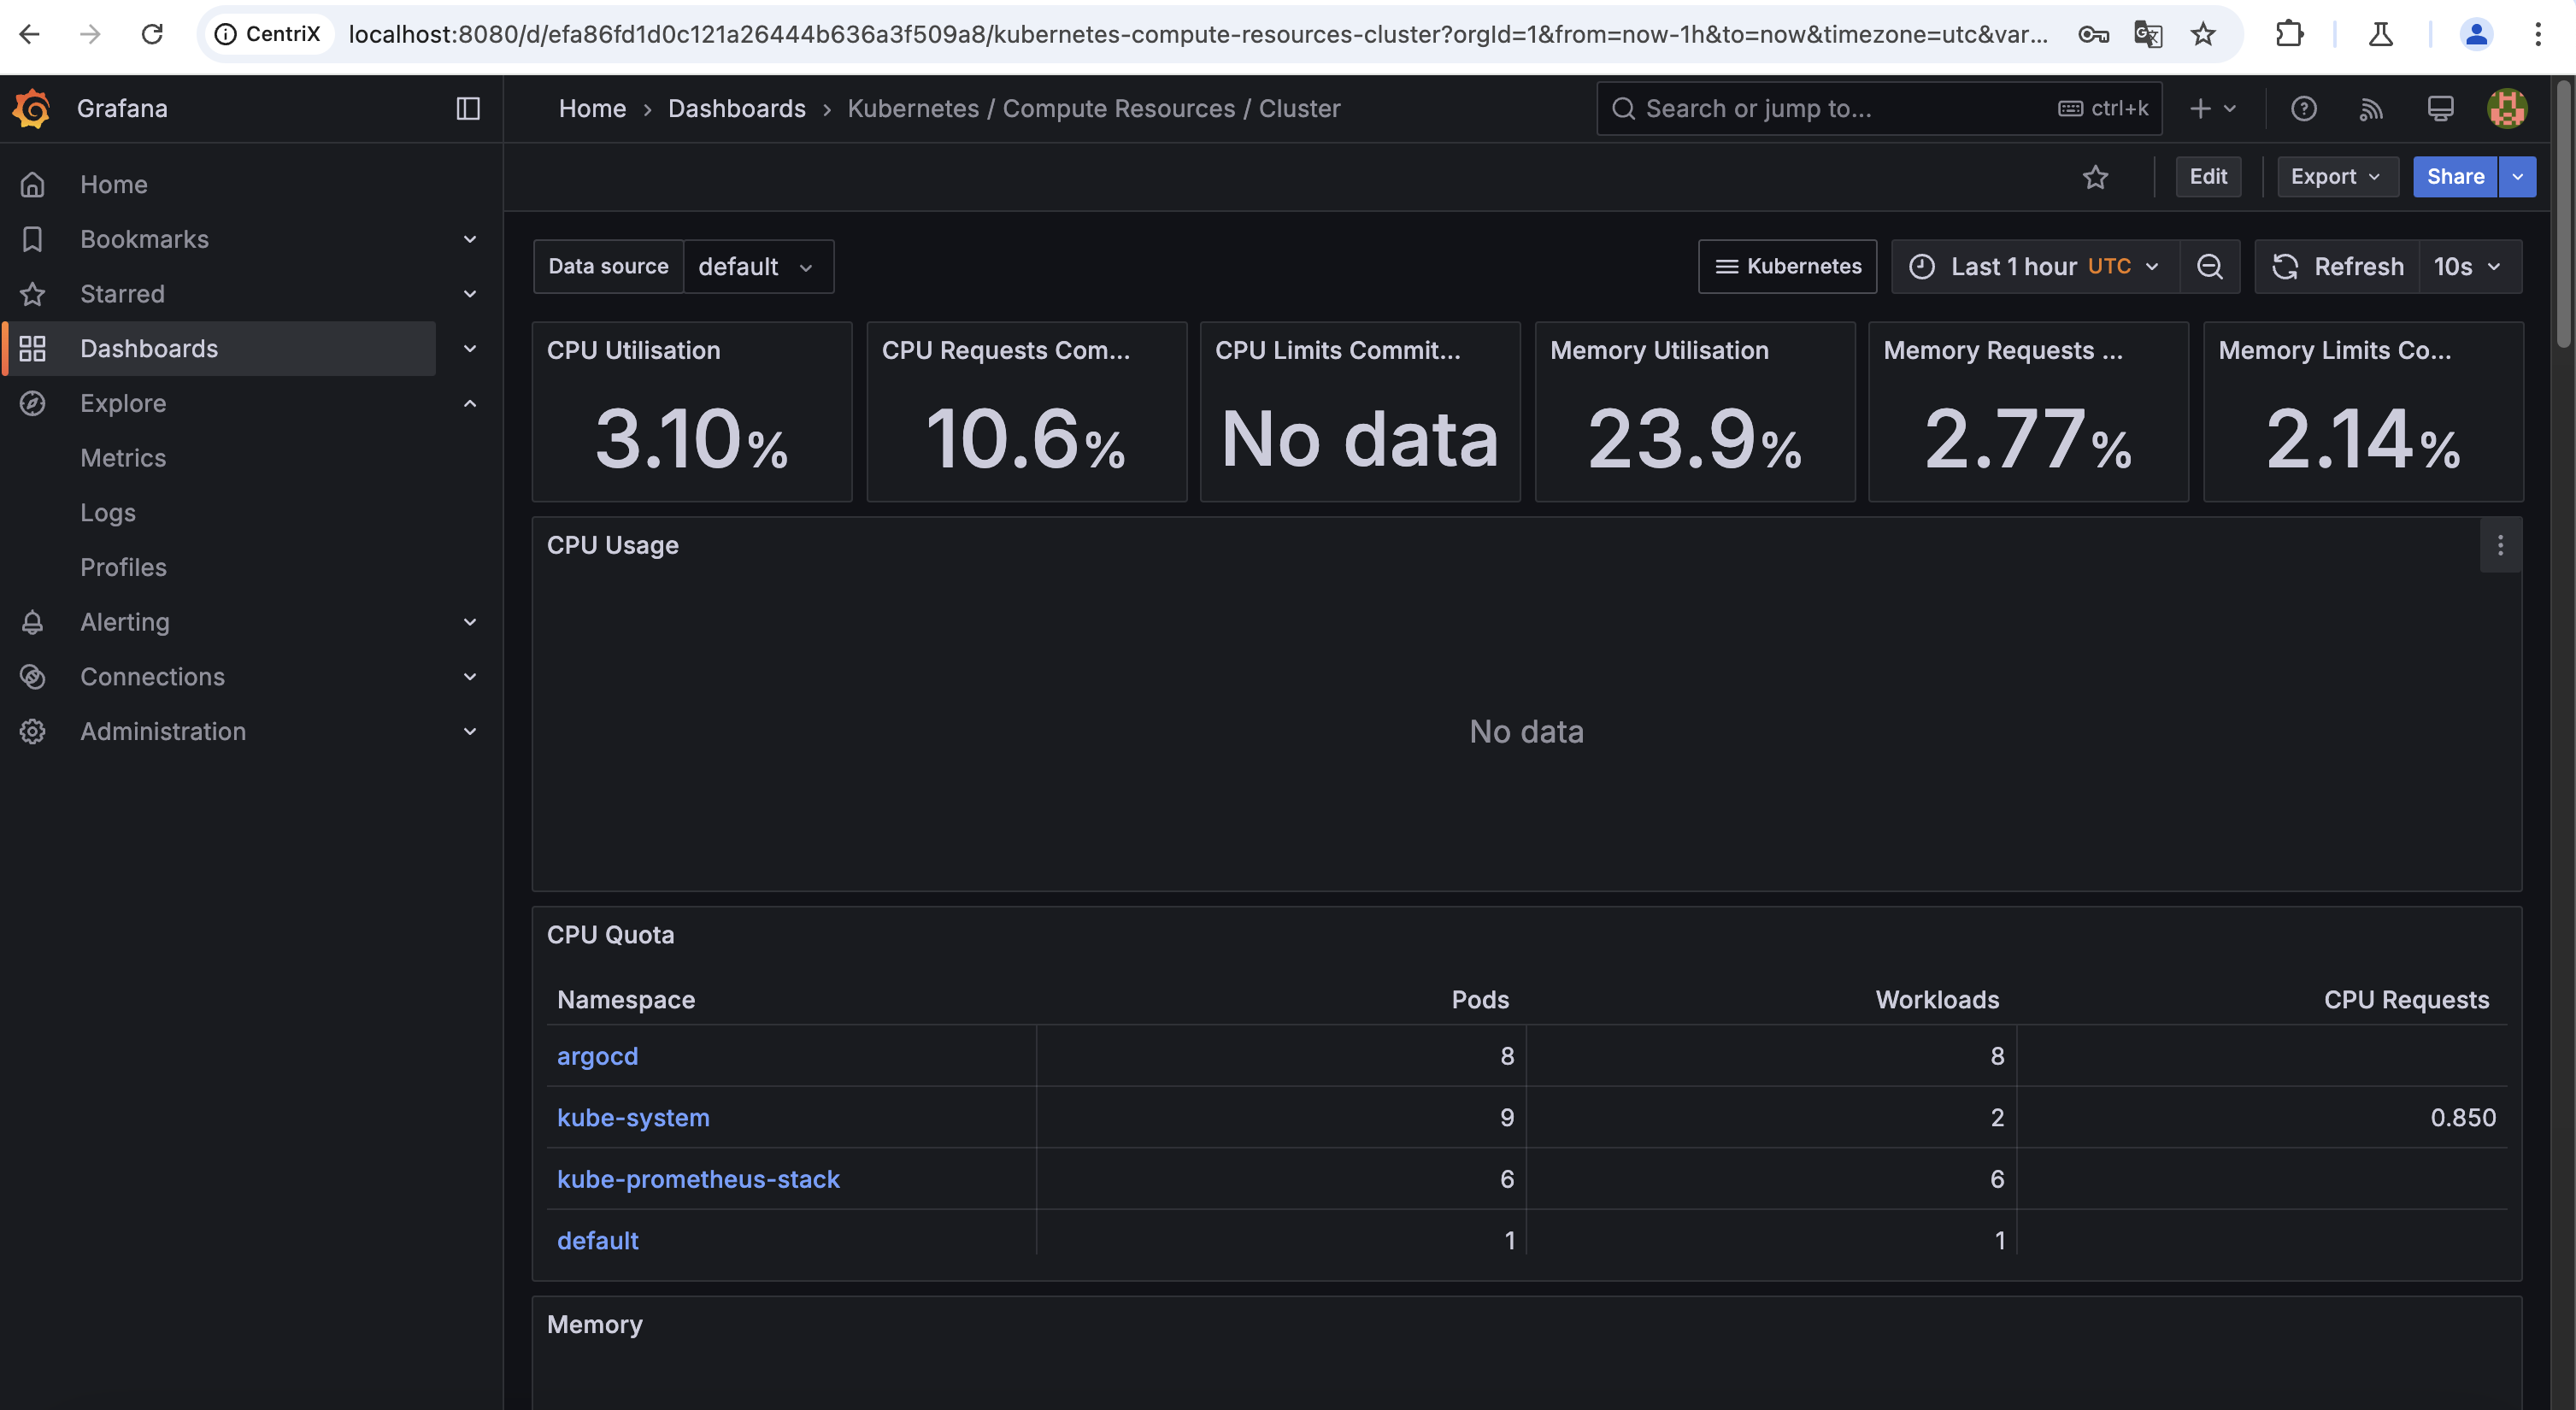 CentriX
localhost:8080/d/efa86fd1d0c121a26444b636a3f509a8/kubernetes-compute-resources-cluster?orgId=1&from=now-1h&to=now&timezone=utc&var...
Grafana
Home › Dashboards › Kubernetes / Compute Resources / Cluster
Search or jump to...
ctrl+k
Home
Bookmarks
Starred
Dashboards
Explore
Metrics
Logs
Profiles
Alerting
Connections
Administration
Edit
Export
Share
Data source
default
Kubernetes
Last 1 hour UTC
Refresh
10s
CPU Utilisation
3.10%
CPU Requests Com...
10.6%
CPU Limits Commit...
No data
Memory Utilisation
23.9%
Memory Requests ...
2.77%
Memory Limits Co...
2.14%
CPU Usage
No data
CPU Quota
Namespace Pods Workloads CPU Requests
argocd 8 8
kube-system 9 2 0.850
kube-prometheus-stack 6 6
default 1 1
Memory